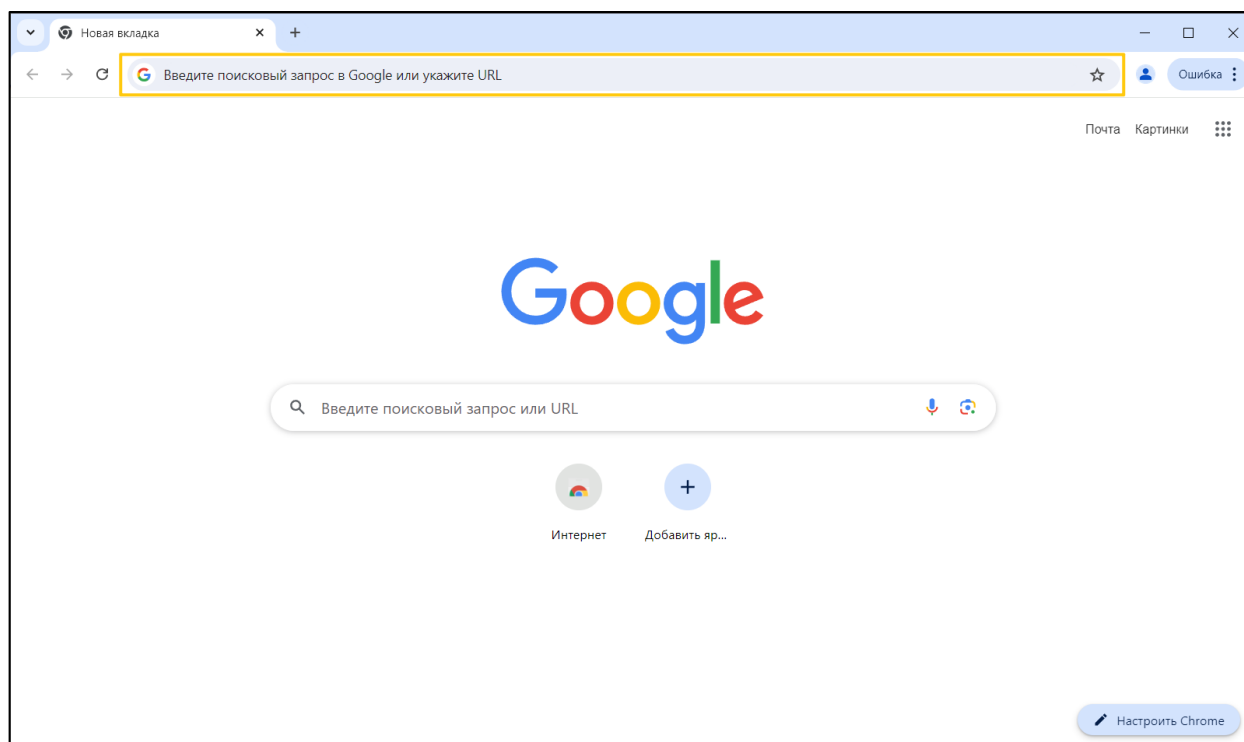 Новая вкладка
Введите поисковый запрос в Google или укажите URL
Ошибка
Почта Картинки
Google
Введите поисковый запрос или URL
Интернет Добавить яр...
Настроить Chrome